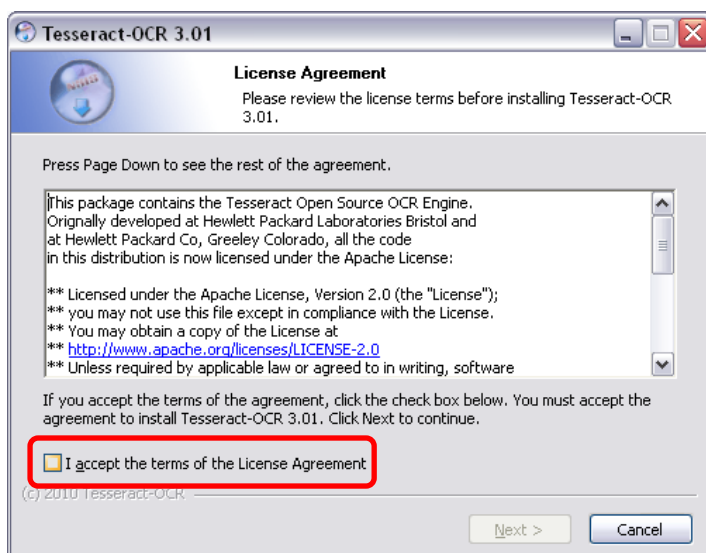 Tesseract-OCR 3.01
License Agreement
Please review the license terms before installing Tesseract-OCR
3.01.
Press Page Down to see the rest of the agreement.
This package contains the Tesseract Open Source OCR Engine.
Orignally developed at Hewlett Packard Laboratories Bristol and
at Hewlett Packard Co, Greeley Colorado, all the code
in this distribution is now licensed under the Apache License:
** Licensed under the Apache License, Version 2.0 (the "License");
** you may not use this file except in compliance with the License.
** You may obtain a copy of the License at
** http://www.apache.org/licenses/LICENSE-2.0
** Unless required by applicable law or agreed to in writing, software
If you accept the terms of the agreement, click the check box below. You must accept the
agreement to install Tesseract-OCR 3.01. Click Next to continue.
I accept the terms of the License Agreement
(c) 2010 Tesseract-OCR
Next >
Cancel